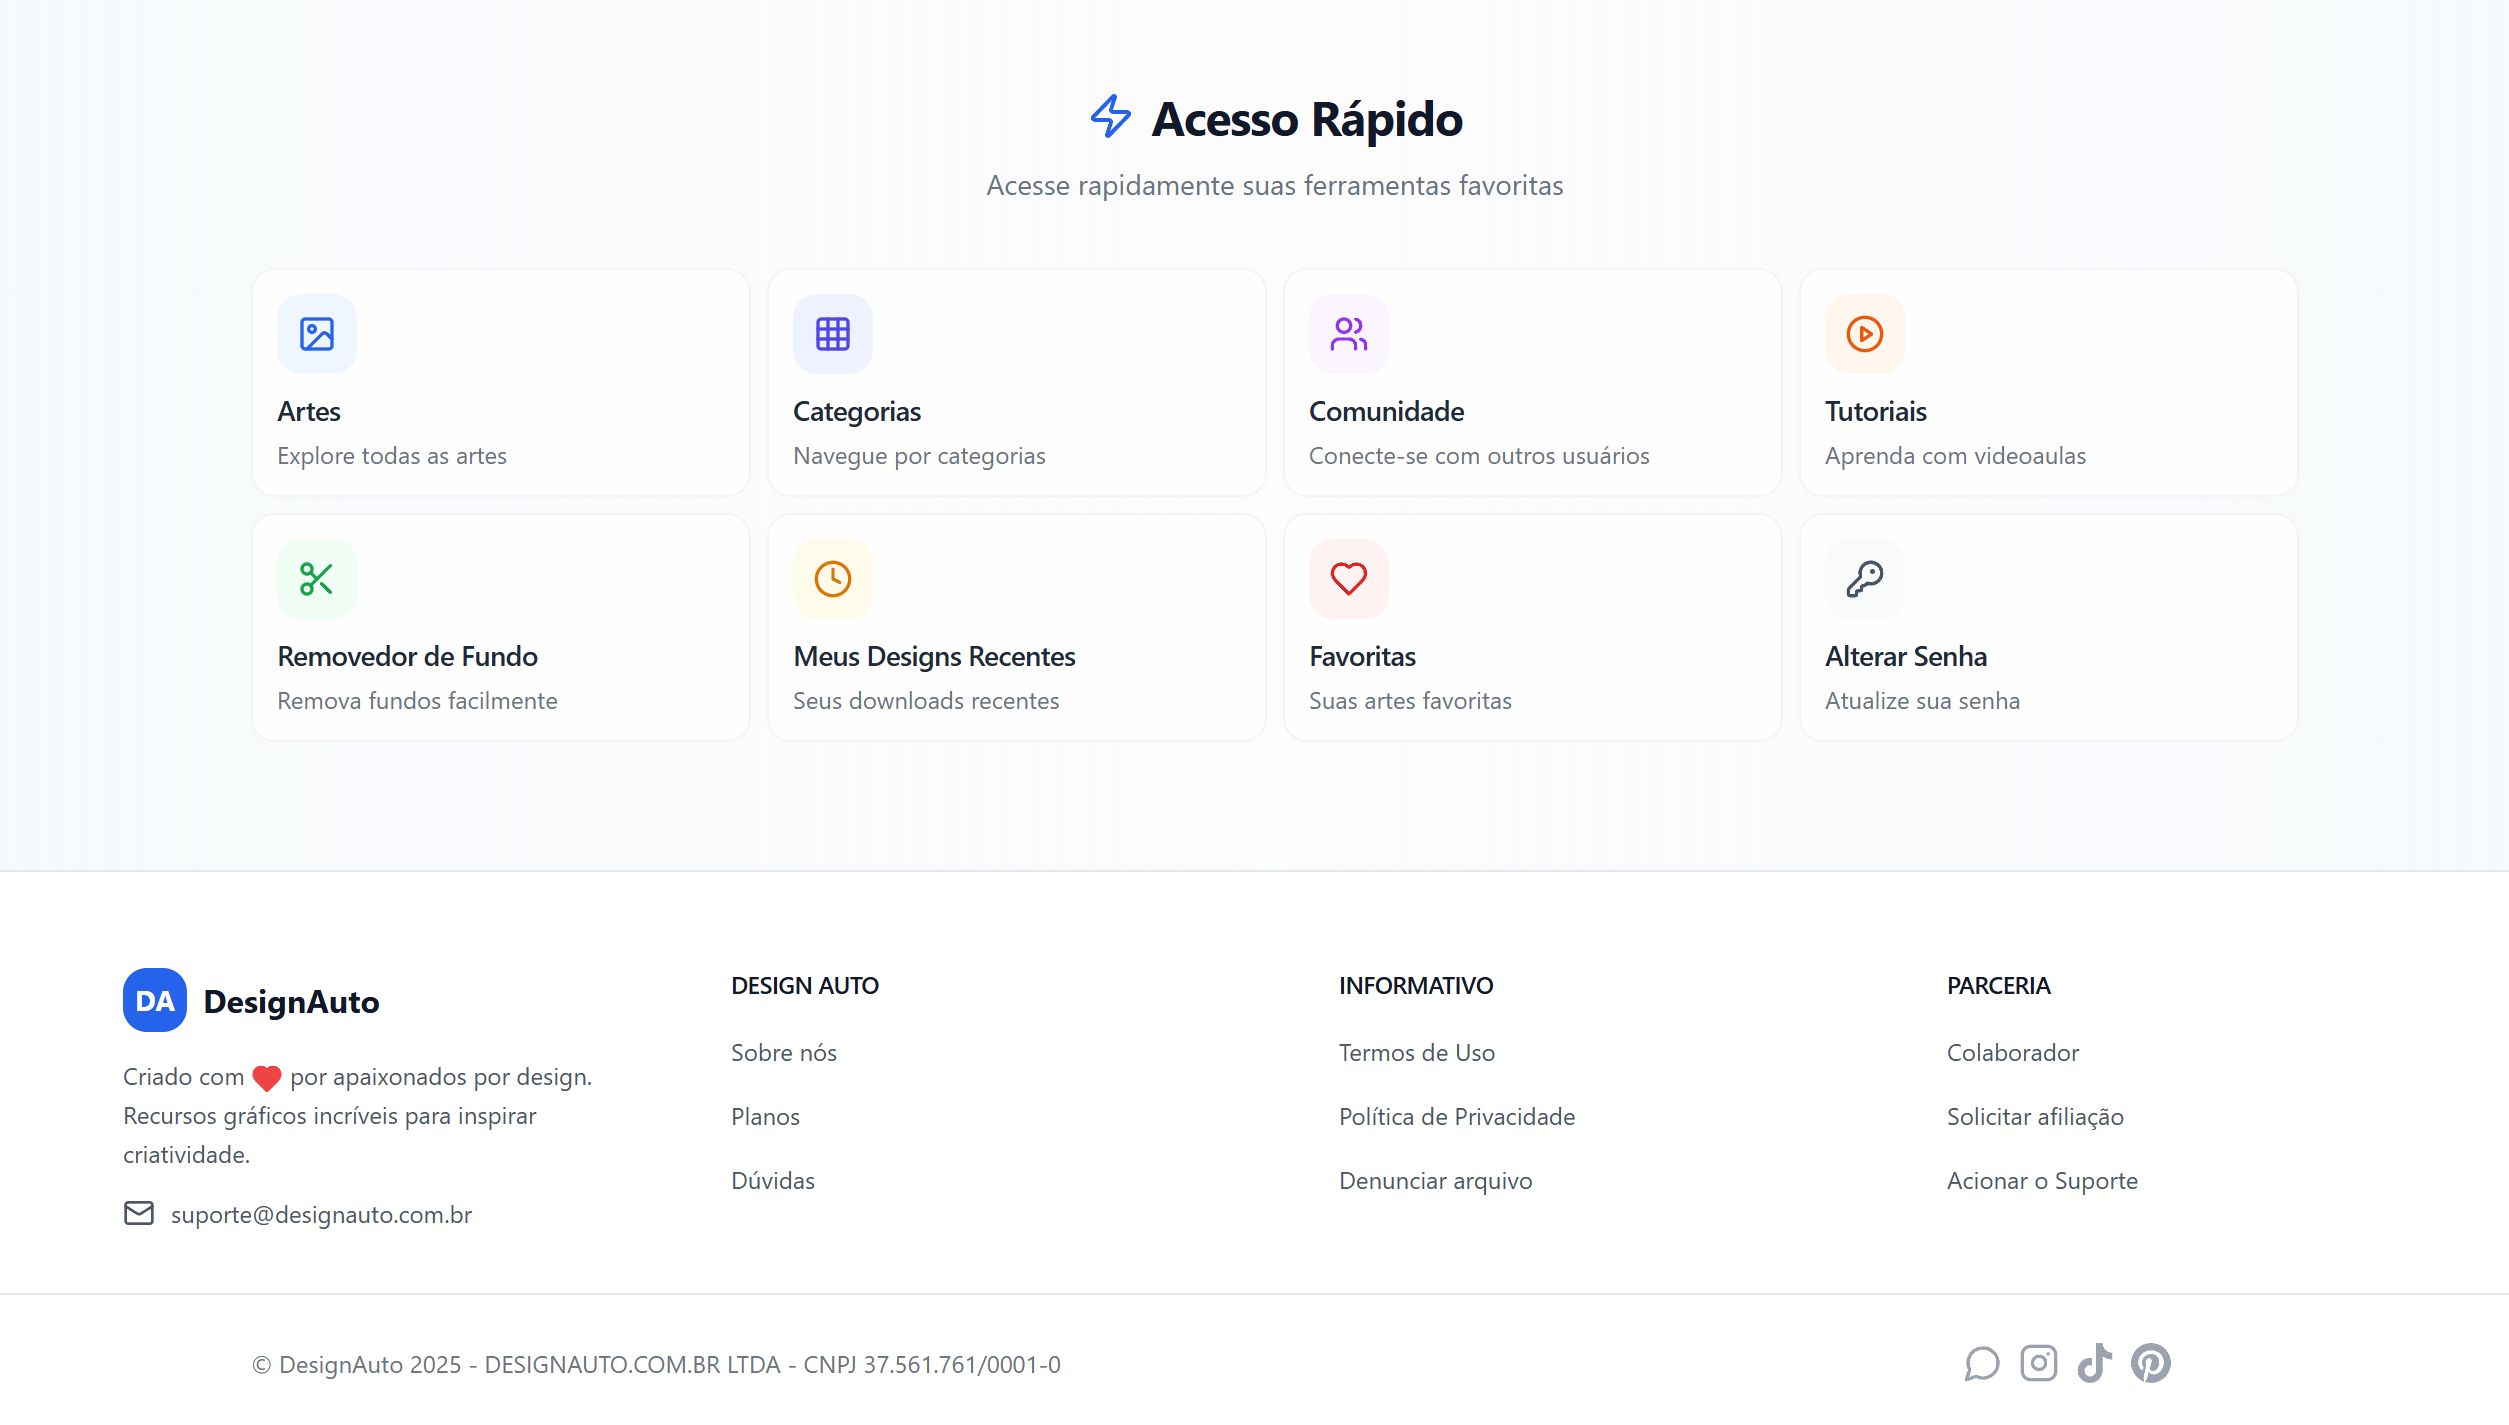 Acesso Rápido
Acesse rapidamente suas ferramentas favoritas
Artes
Explore todas as artes
Categorias
Navegue por categorias
Comunidade
Conecte-se com outros usuários
Tutoriais
Aprenda com videoaulas
Removedor de Fundo
Remova fundos facilmente
Meus Designs Recentes
Seus downloads recentes
Favoritas
Suas artes favoritas
Alterar Senha
Atualize sua senha
DA DesignAuto
Criado com ❤ por apaixonados por design.
Recursos gráficos incríveis para inspirar
criatividade.
suporte@designauto.com.br
DESIGN AUTO
Sobre nós
Planos
Dúvidas
INFORMATIVO
Termos de Uso
Política de Privacidade
Denunciar arquivo
PARCERIA
Colaborador
Solicitar afiliação
Acionar o Suporte
© DesignAuto 2025 - DESIGNAUTO.COM.BR LTDA - CNPJ 37.561.761/0001-0